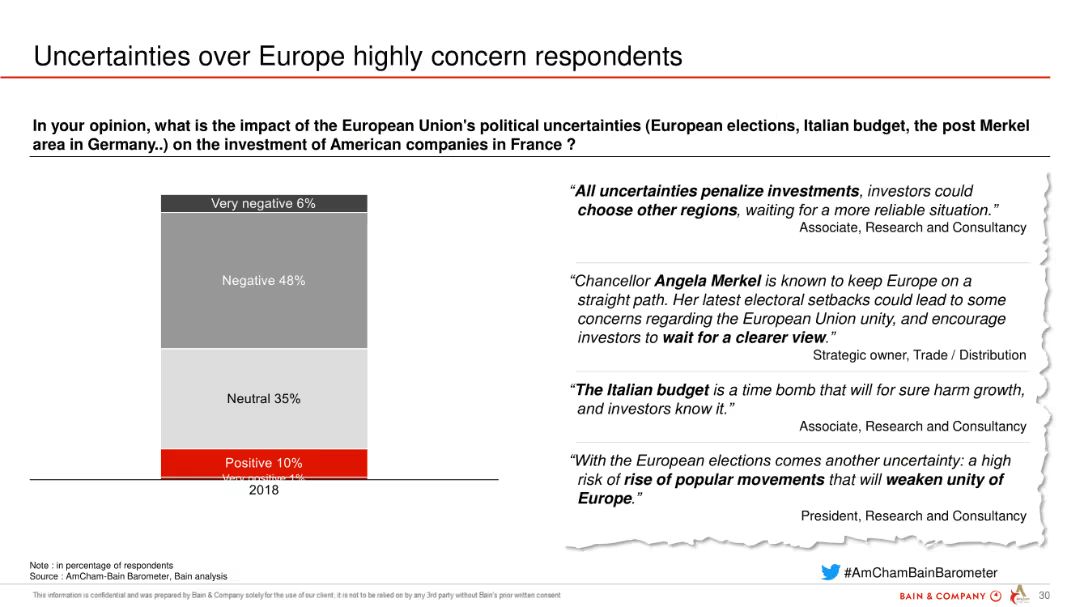 Uncertainties over Europe highly concern respondents
In your opinion, what is the impact of the European Union's political uncertainties (European elections, Italian budget, the post Merkel
area in Germany..) on the investment of American companies in France ?
Very negative 6%
Negative 48%
Neutral 35%
Positive 10%
Very positive 1%
2018
“All uncertainties penalize investments, investors could
choose other regions, waiting for a more reliable situation.”
Associate, Research and Consultancy
“Chancellor Angela Merkel is known to keep Europe on a
straight path. Her latest electoral setbacks could lead to some
concerns regarding the European Union unity, and encourage
investors to wait for a clearer view.”
Strategic owner, Trade / Distribution
“The Italian budget is a time bomb that will for sure harm growth,
and investors know it.”
Associate, Research and Consultancy
“With the European elections comes another uncertainty: a high
risk of rise of popular movements that will weaken unity of
Europe.”
President, Research and Consultancy
Note : in percentage of respondents
Source : AmCham-Bain Barometer, Bain analysis
#AmChamBainBarometer
This information is confidential and was prepared by Bain & Company solely for the use of our client; it is not to be relied on by any 3rd party without Bain's prior written consent
BAIN & COMPANY
30